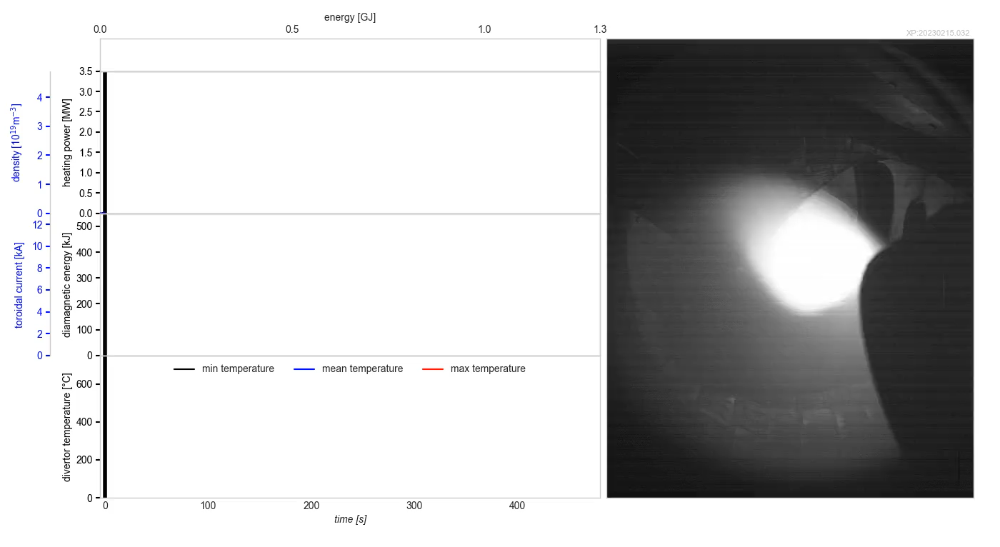 energy [GJ]
0.0 0.5 1.0 1.3
XP:20230215.032
density [10¹⁹m⁻³]
4
3
2
1
0
heating power [MW]
3.5
3.0
2.5
2.0
1.5
1.0
0.5
0.0
toroidal current [kA]
12
10
8
6
4
2
0
diamagnetic energy [kJ]
500
400
300
200
100
0
min temperature mean temperature max temperature
divertor temperature [°C]
600
400
200
0
0 100 200 300 400
time [s]